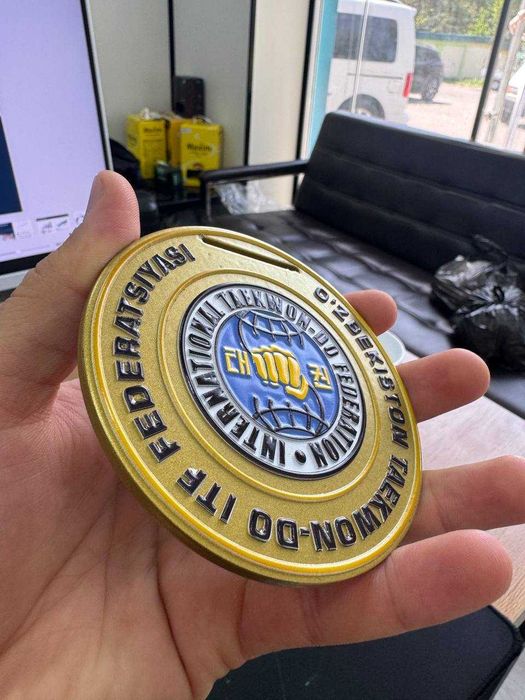 O'ZBEKISTON TAEKWON-DO ITF FEDERATSIYASI
INTERNATIONAL TAEKWON-DO FEDERATION •
태 권